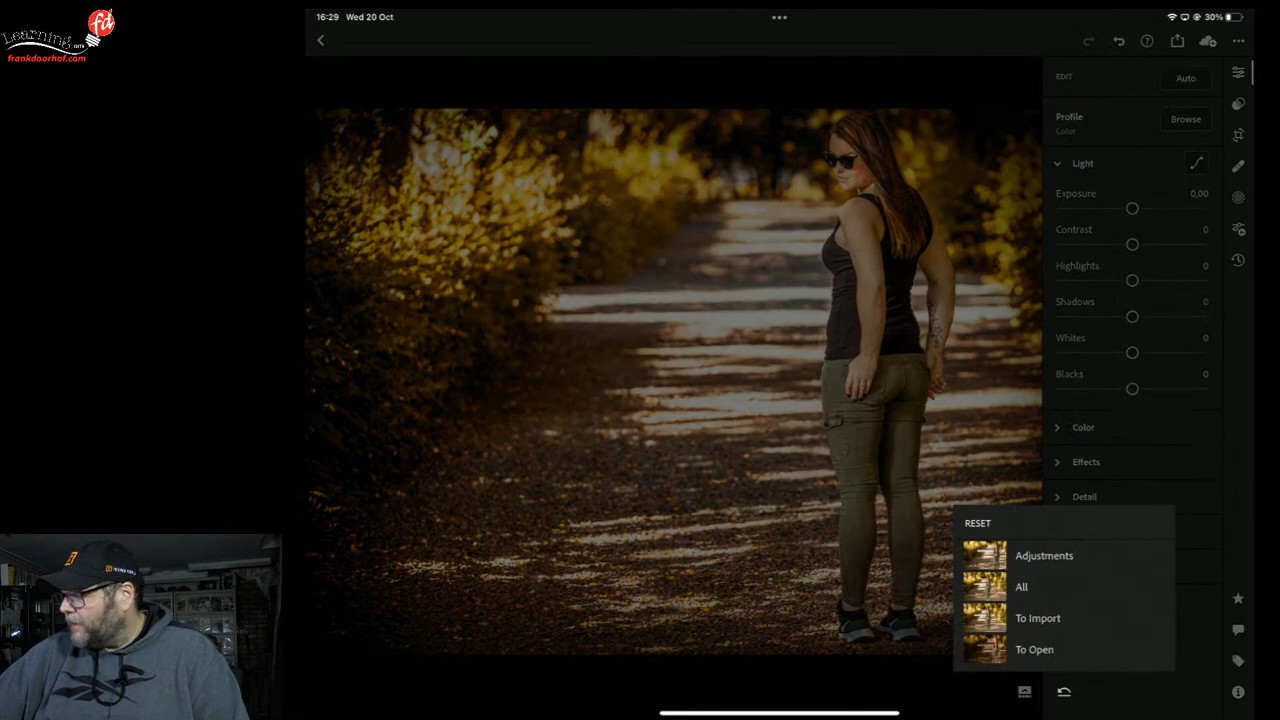 Learning with
frankdoorhof.com
fd
16:29 Wed 20 Oct
30%
EDIT
Auto
Profile
Color
Browse
Light
Exposure 0,00
Contrast 0
Highlights 0
Shadows 0
Whites 0
Blacks 0
Color
Effects
Detail
RESET
Adjustments
All
To Import
To Open